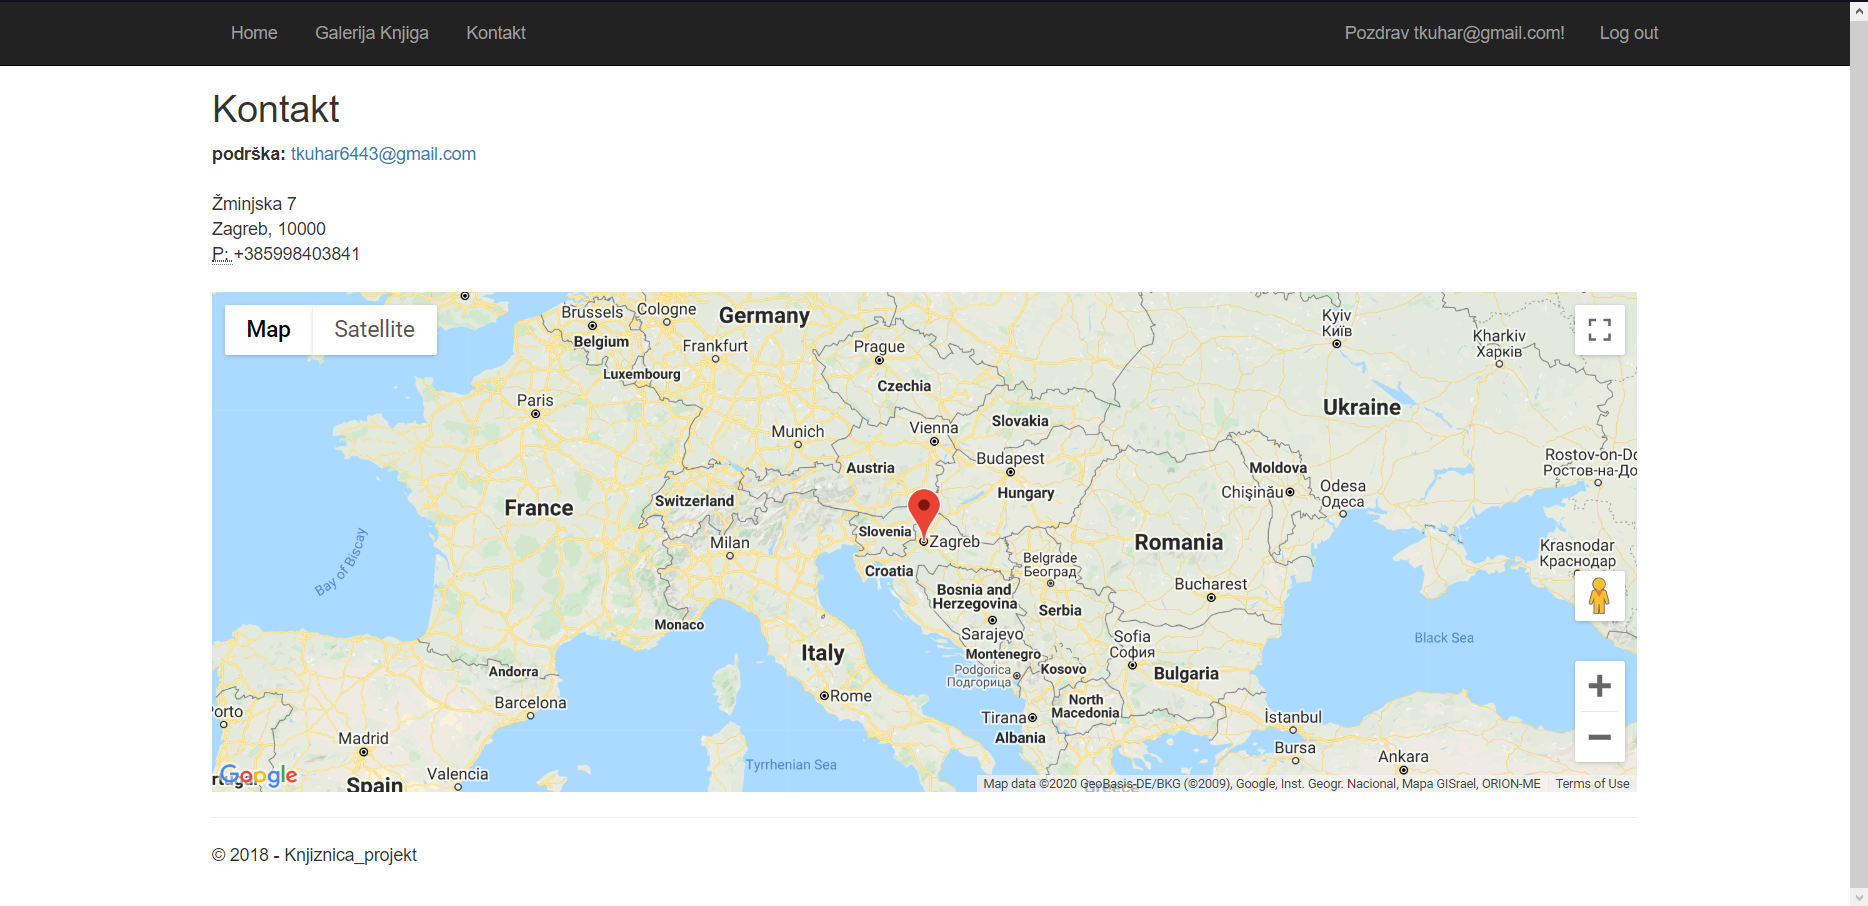 Home Galerija Knjiga Kontakt Pozdrav tkuhar@gmail.com! Log out
Kontakt
podrška: tkuhar6443@gmail.com
Žminjska 7
Zagreb, 10000
P: +385998403841
Map Satellite
Brussels
Cologne
Germany
Belgium
Frankfurt
Luxembourg
Paris
Prague
Czechia
Kyiv
Київ
Kharkiv
Харків
Ukraine
Munich
Vienna
Slovakia
Austria
Budapest
Hungary
Moldova
Chișinău
Odesa
Одеса
Rostov-on-Do
Ростов-на-До
France
Switzerland
Slovenia
Zagreb
Milan
Croatia
Belgrade
Београд
Romania
Krasnodar
Краснодар
Bay of Biscay
Bosnia and
Herzegovina
Serbia
Bucharest
Monaco
Sarajevo
Sofia
София
Black Sea
Italy
Montenegro
Podgorica
Подгорица
Kosovo
Bulgaria
Andorra
Barcelona
Rome
North
Macedonia
orto
Tirana
Albania
İstanbul
Bursa
Madrid
Ankara
Valencia
Tyrrhenian Sea
Spain
Google
Greece
Map data ©2020 GeoBasis-DE/BKG (©2009), Google, Inst. Geogr. Nacional, Mapa GISrael, ORION-ME Terms of Use
© 2018 - Knjiznica_projekt